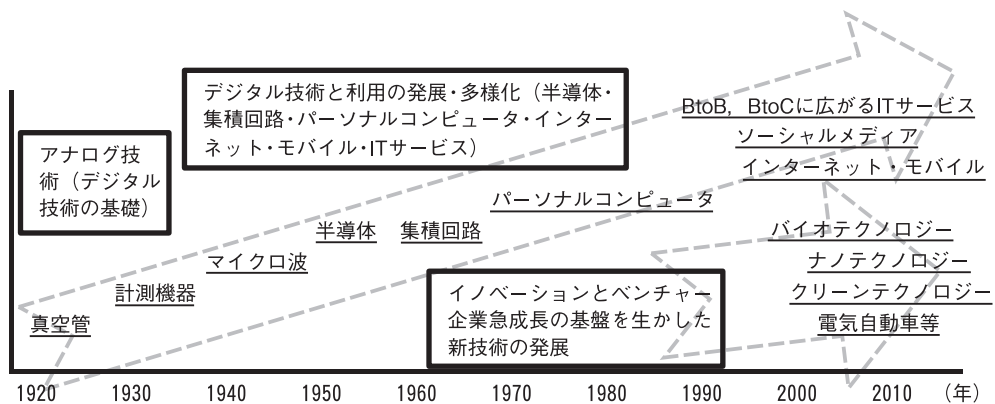 デジタル技術と利用の発展・多様化（半導体・
集積回路・パーソナルコンピュータ・インター
ネット・モバイル・ITサービス）
アナログ技
術（デジタル
技術の基礎）
BtoB，BtoCに広がるITサービス
ソーシャルメディア
インターネット・モバイル
パーソナルコンピュータ
半導体
集積回路
マイクロ波
計測機器
真空管
バイオテクノロジー
ナノテクノロジー
クリーンテクノロジー
電気自動車等
イノベーションとベンチャー
企業急成長の基盤を生かした
新技術の発展
1920 1930 1940 1950 1960 1970 1980 1990 2000 2010 （年）